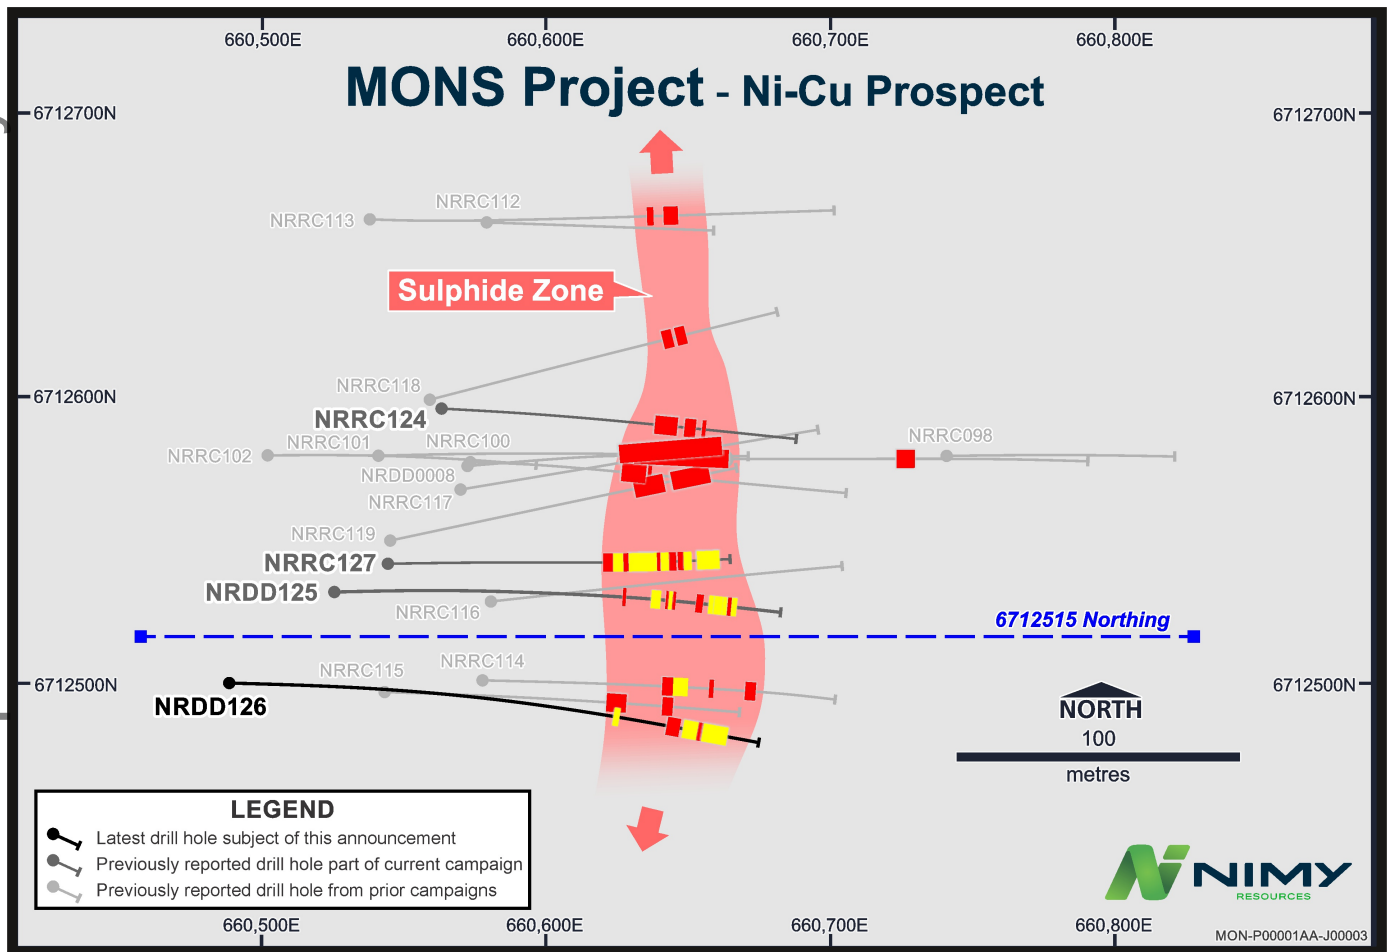 660,500E
660,600E
660,700E
660,800E
MONS Project - Ni-Cu Prospect
6712700N
6712700N
NRRC112
NRRC113
Sulphide Zone
NRRC118
6712600N
6712600N
NRRC124
NRRC101
NRRC100
NRRC098
NRRC102
NRDD0008
NRRC117
NRRC119
NRRC127
NRDD125
NRRC116
6712515 Northing
NRRC114
NRRC115
6712500N
6712500N
NRDD126
NORTH
100
metres
LEGEND
Latest drill hole subject of this announcement
Previously reported drill hole part of current campaign
Previously reported drill hole from prior campaigns
NIMY
RESOURCES
660,500E
660,600E
660,700E
660,800E
MON-P00001AA-J00003